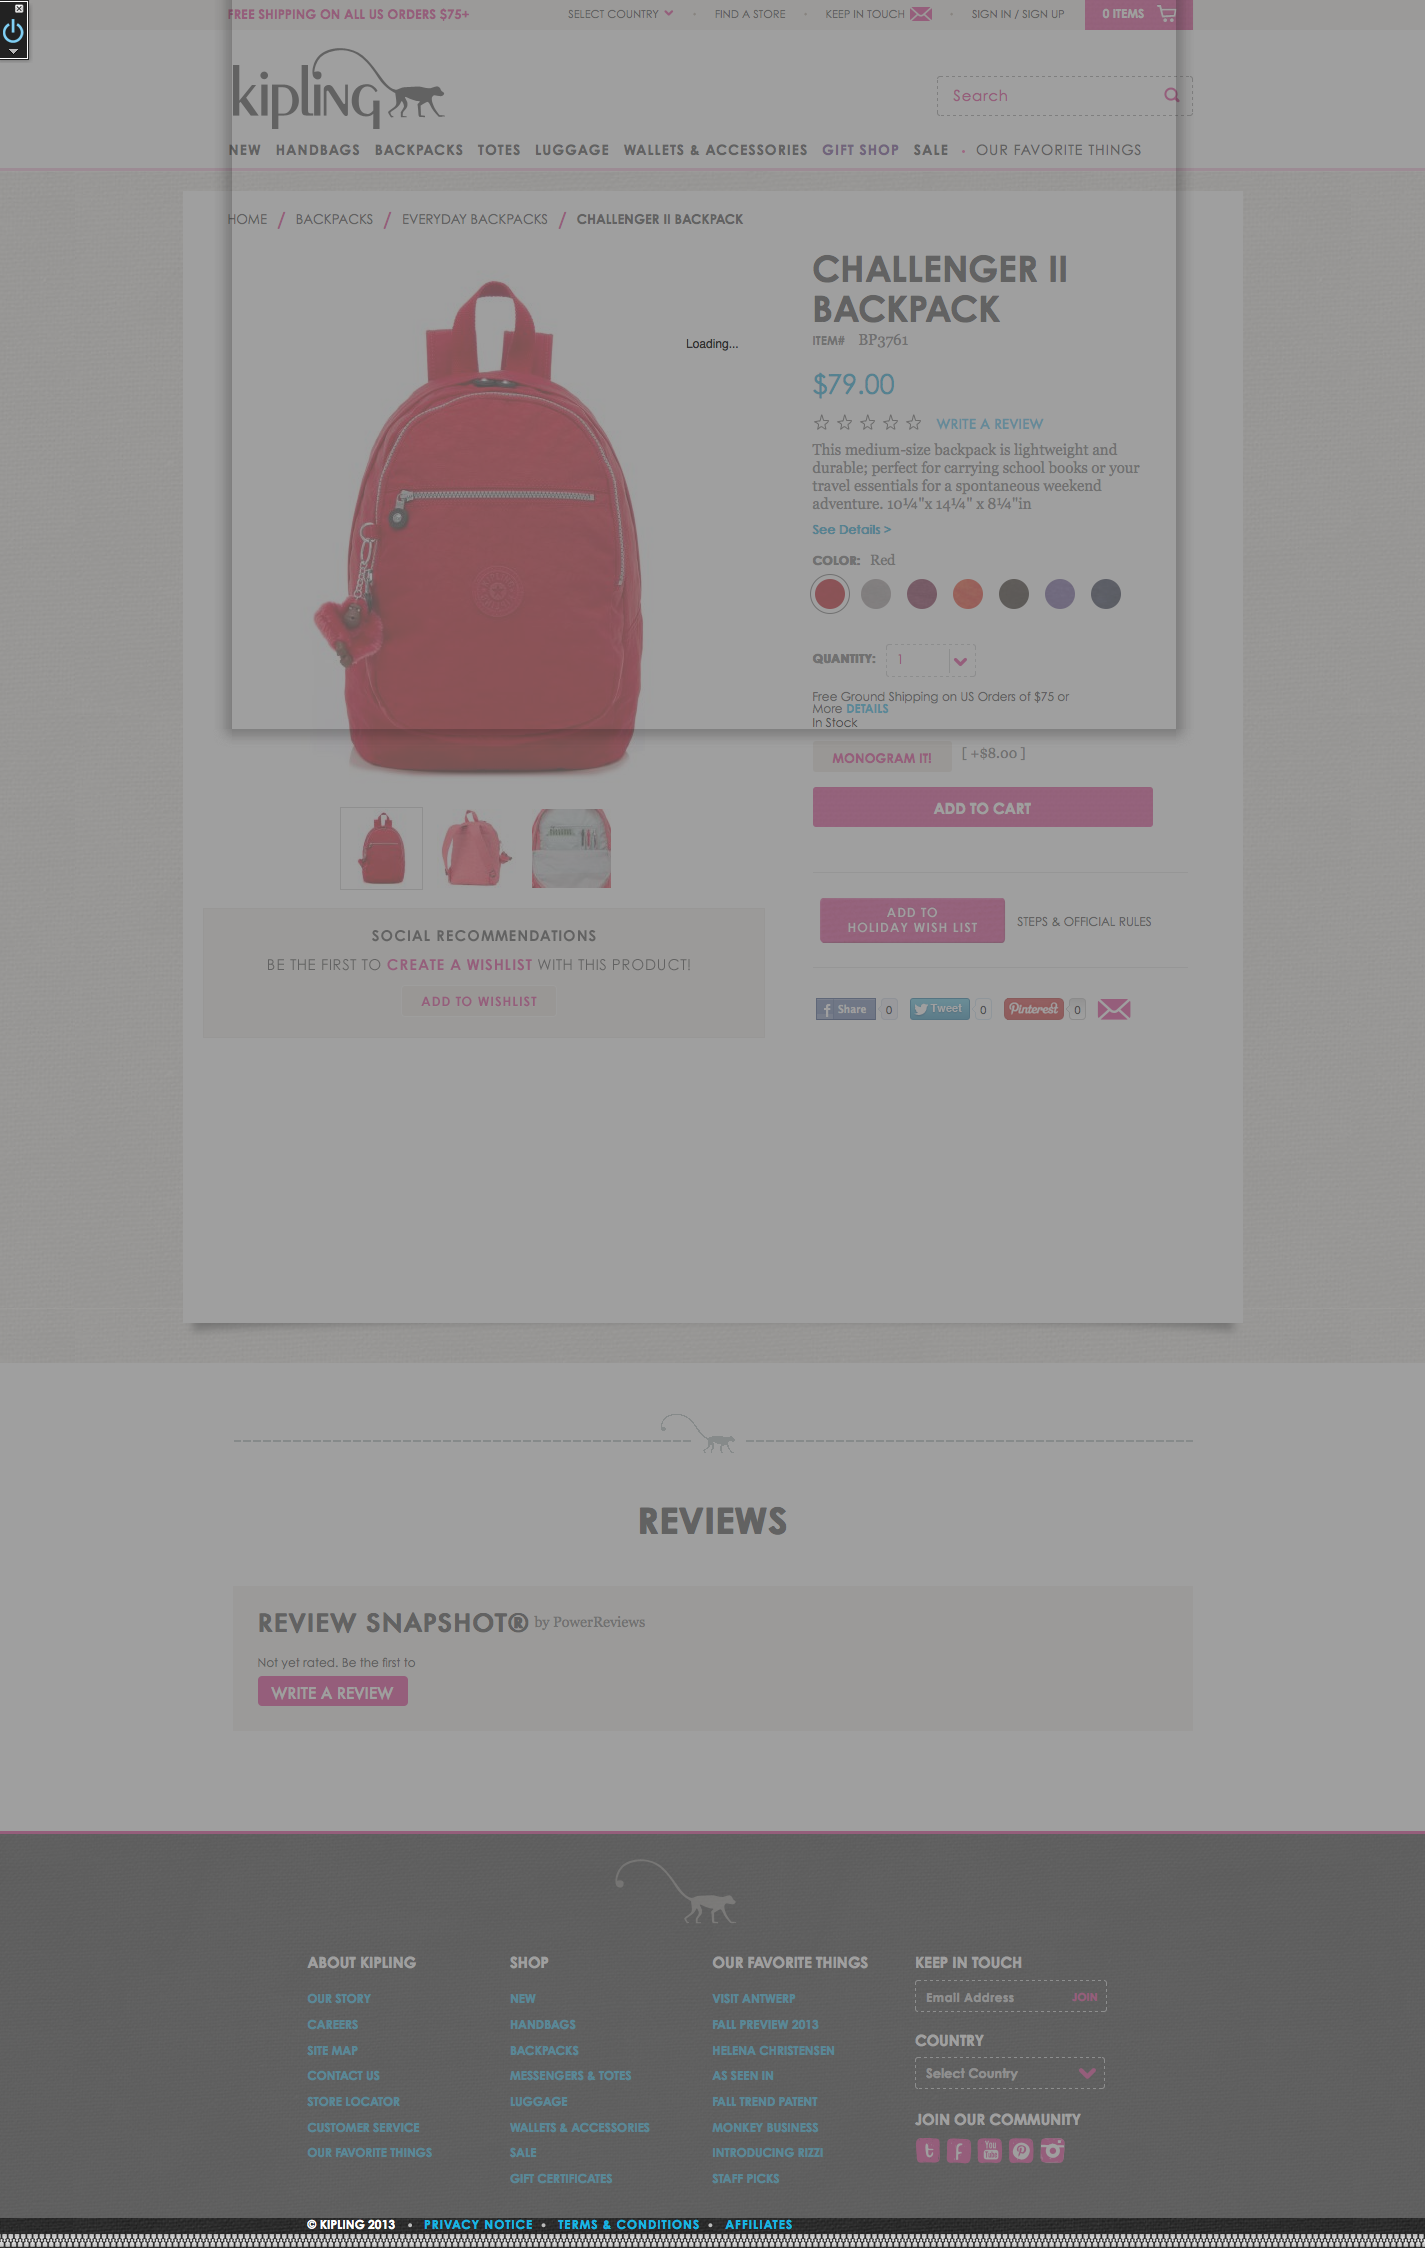 FREE SHIPPING ON ALL US ORDERS $75+
SELECT COUNTRY
FIND A STORE
KEEP IN TOUCH
SIGN IN / SIGN UP
0 ITEMS
kipling
Search
NEW HANDBAGS BACKPACKS TOTES LUGGAGE WALLETS & ACCESSORIES GIFT SHOP SALE • OUR FAVORITE THINGS
HOME / BACKPACKS / EVERYDAY BACKPACKS / CHALLENGER II BACKPACK
Loading...
CHALLENGER II
BACKPACK
ITEM# BP3761
$79.00
WRITE A REVIEW
This medium-size backpack is lightweight and
durable; perfect for carrying school books or your
travel essentials for a spontaneous weekend
adventure. 10¼"x 14¼" x 8¼"in
See Details >
COLOR: Red
QUANTITY: 1
Free Ground Shipping on US Orders of $75 or
More DETAILS
In Stock
MONOGRAM IT! [ +$8.00 ]
ADD TO CART
ADD TO
HOLIDAY WISH LIST
STEPS & OFFICIAL RULES
Share 0
Tweet 0
Pinterest 0
SOCIAL RECOMMENDATIONS
BE THE FIRST TO CREATE A WISHLIST WITH THIS PRODUCT!
ADD TO WISHLIST
REVIEWS
REVIEW SNAPSHOT® by PowerReviews
Not yet rated. Be the first to
WRITE A REVIEW
ABOUT KIPLING
OUR STORY
CAREERS
SITE MAP
CONTACT US
STORE LOCATOR
CUSTOMER SERVICE
OUR FAVORITE THINGS
SHOP
NEW
HANDBAGS
BACKPACKS
MESSENGERS & TOTES
LUGGAGE
WALLETS & ACCESSORIES
SALE
GIFT CERTIFICATES
OUR FAVORITE THINGS
VISIT ANTWERP
FALL PREVIEW 2013
HELENA CHRISTENSEN
AS SEEN IN
FALL TREND PATENT
MONKEY BUSINESS
INTRODUCING RIZZI
STAFF PICKS
KEEP IN TOUCH
Email Address JOIN
COUNTRY
Select Country
JOIN OUR COMMUNITY
You Tube
© KIPLING 2013 • PRIVACY NOTICE • TERMS & CONDITIONS • AFFILIATES